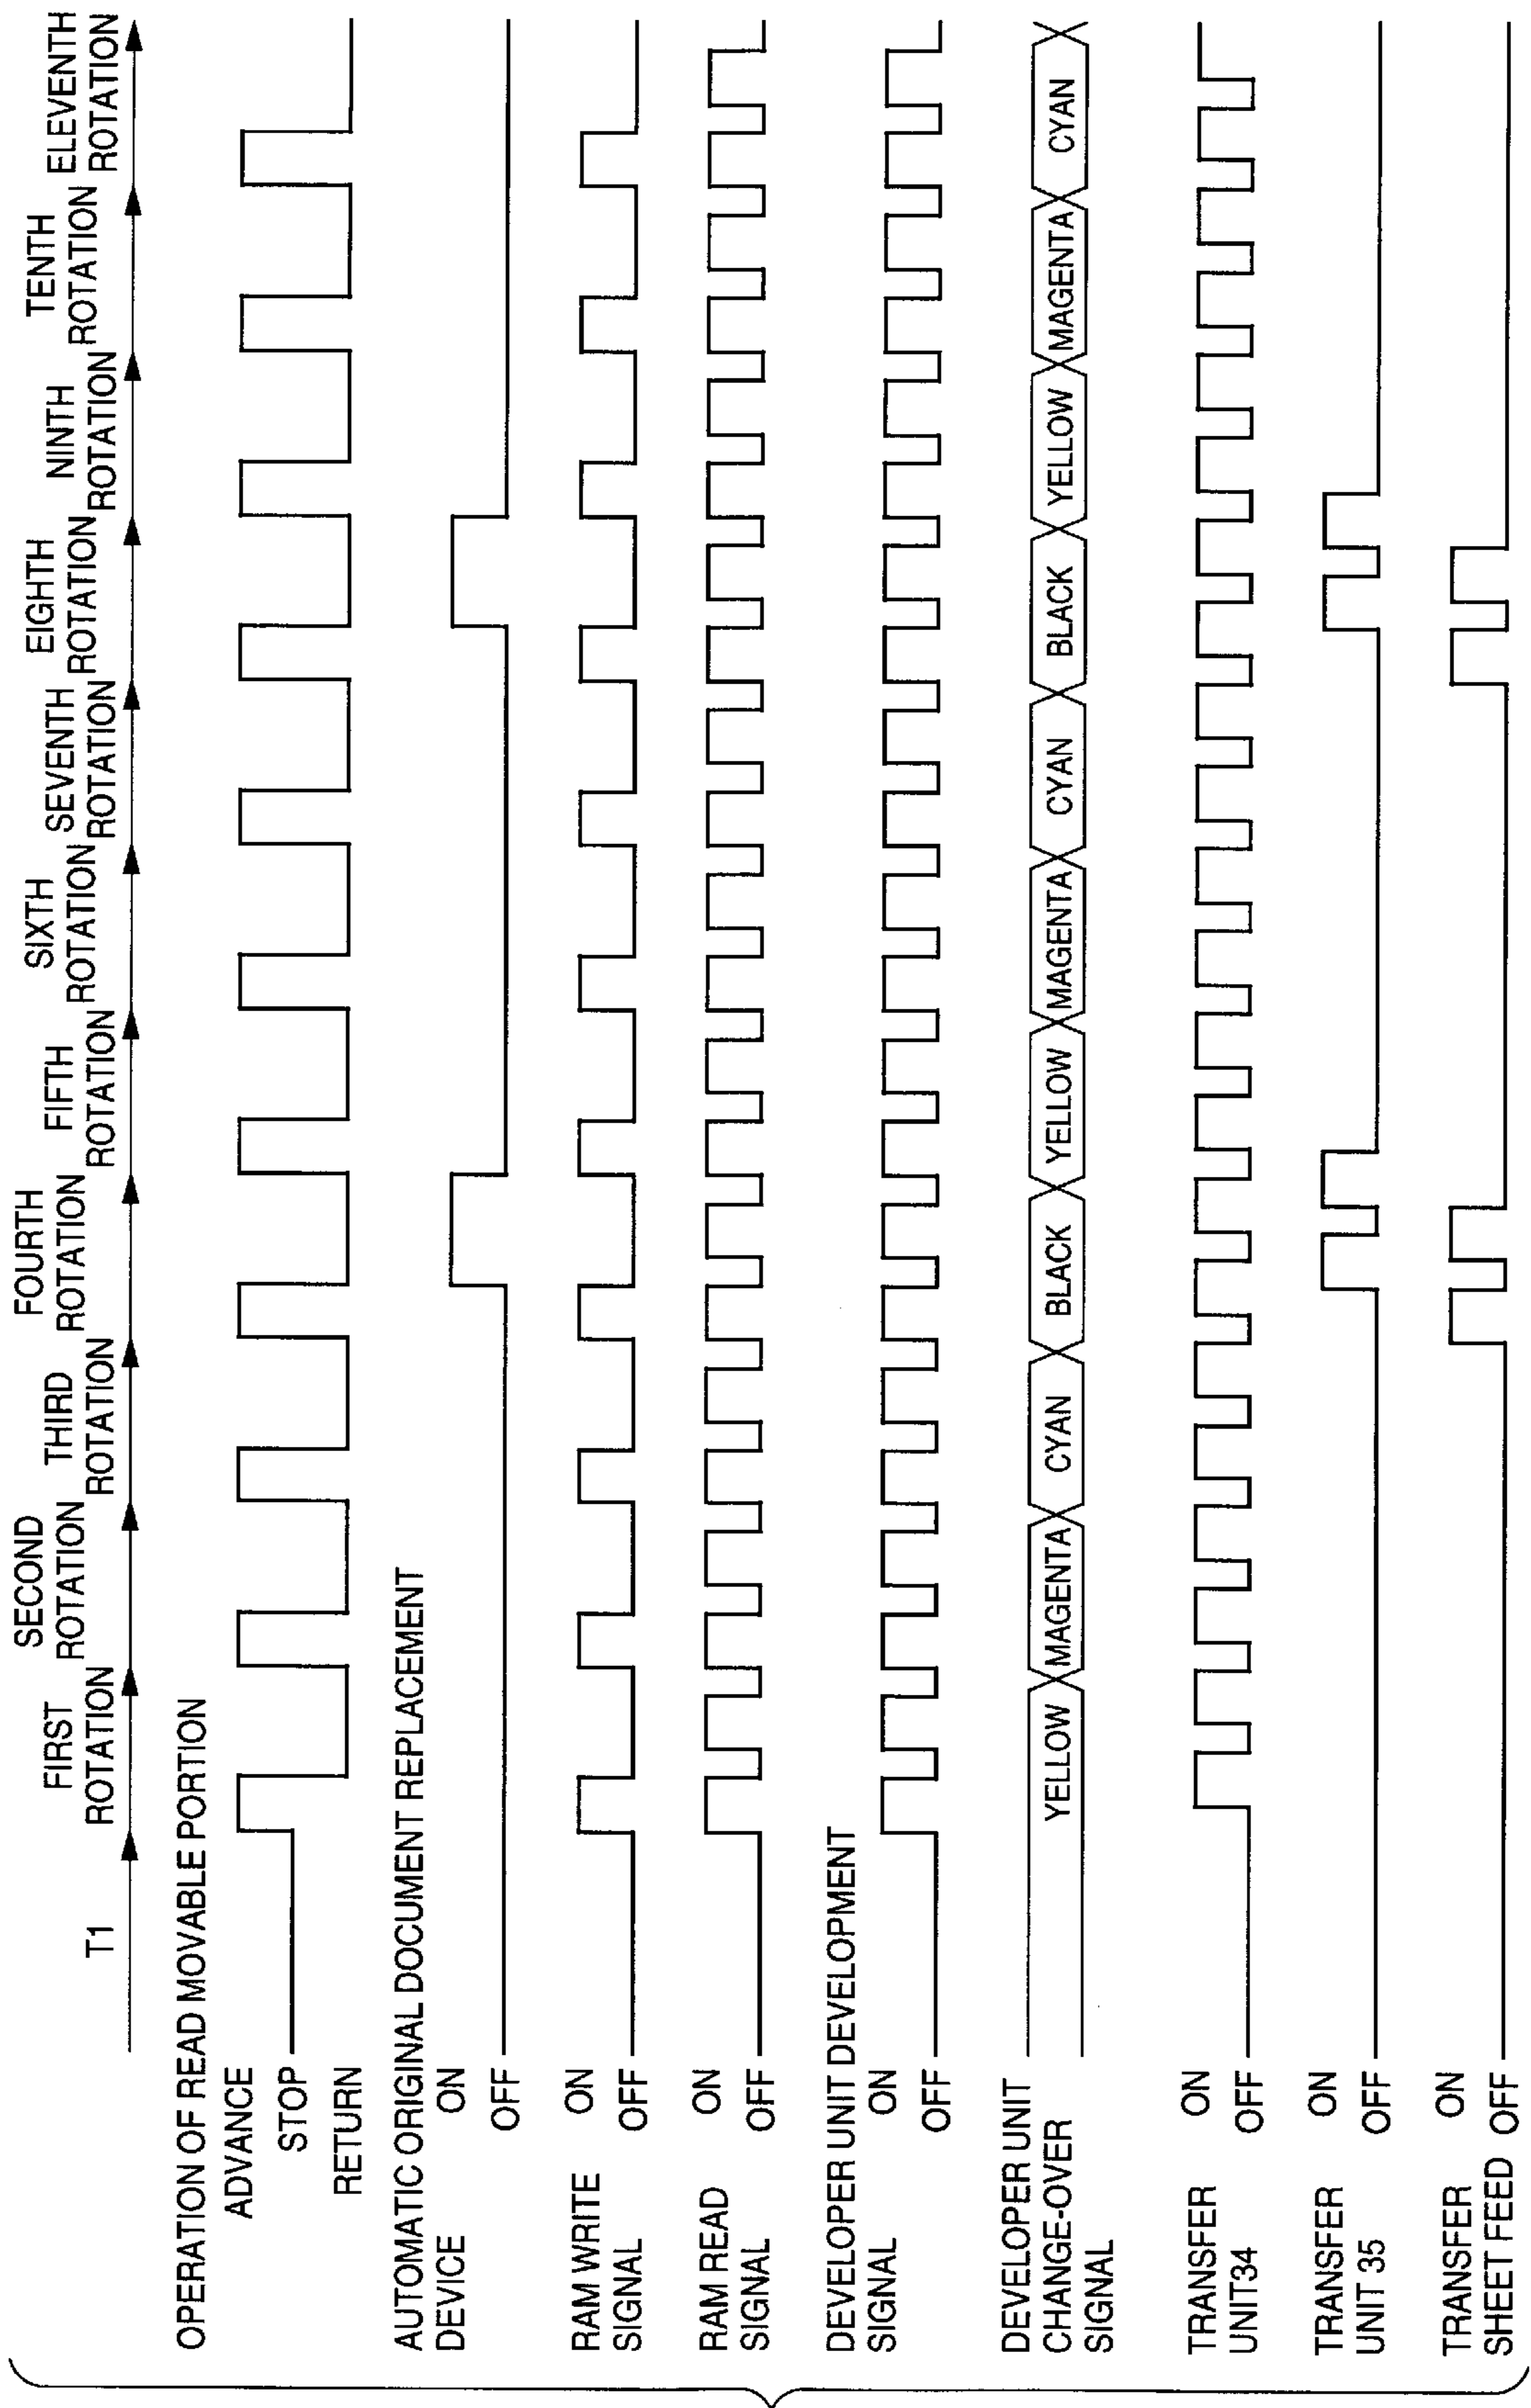 T1
FIRST
ROTATION
SECOND
ROTATION
THIRD
ROTATION
FOURTH
ROTATION
FIFTH
ROTATION
SIXTH
ROTATION
SEVENTH
ROTATION
EIGHTH
ROTATION
NINTH
ROTATION
TENTH
ROTATION
ELEVENTH
ROTATION
OPERATION OF READ MOVABLE PORTION
ADVANCE
STOP
RETURN
AUTOMATIC ORIGINAL DOCUMENT REPLACEMENT
DEVICE ON
OFF
RAM WRITE ON
SIGNAL OFF
RAM READ ON
SIGNAL OFF
DEVELOPER UNIT DEVELOPMENT
SIGNAL ON
OFF
DEVELOPER UNIT
CHANGE-OVER
SIGNAL
YELLOW MAGENTA CYAN BLACK YELLOW MAGENTA CYAN BLACK YELLOW MAGENTA CYAN
TRANSFER ON
UNIT34 OFF
TRANSFER ON
UNIT 35 OFF
TRANSFER ON
SHEET FEED OFF